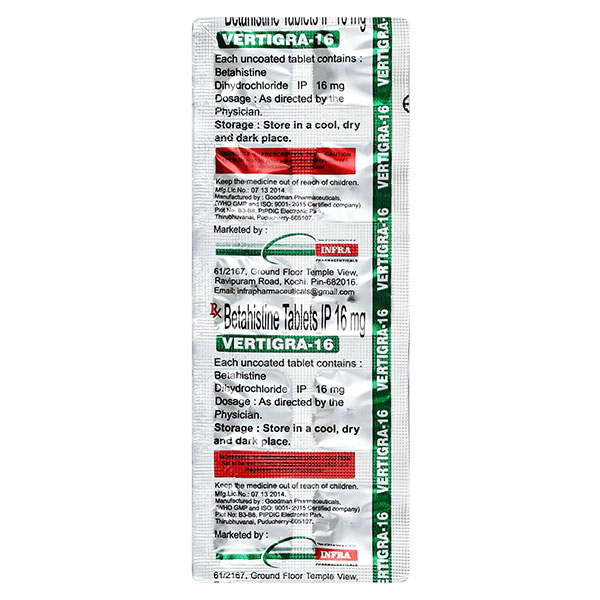 Betahistine Tablets IP 16 mg
VERTIGRA-16
Each uncoated tablet contains :
Betahistine
Dihydrochloride IP 16 mg
Dosage : As directed by the
Physician.
Storage : Store in a cool, dry
and dark place.
CAUTION
Keep the medicine out of reach of children.
Mfg.Lic.No.: 07 13 2014.
Manufactured by : Goodman Pharmaceuticals,
(WHO GMP and ISO: 9001- 2015 Certified company)
Plot No: B3-B8, PIPDIC Electronic Park,
Thirubhuvanai, Puducherry-605107.
Marketed by :
INFRA
PHARMACEUTICALS
61/2167, Ground Floor Temple View,
Ravipuram Road, Kochi. Pin-682016.
Email: infrapharmaceuticals@gmail.com
Rx Betahistine Tablets IP 16 mg
VERTIGRA-16
Each uncoated tablet contains :
Betahistine
Dihydrochloride IP 16 mg
Dosage : As directed by the
Physician.
Storage : Store in a cool, dry
and dark place.
CAUTION
Keep the medicine out of reach of children.
Mfg.Lic.No.: 07 13 2014.
Manufactured by : Goodman Pharmaceuticals,
(WHO GMP and ISO: 9001- 2015 Certified company)
Plot No: B3-B8, PIPDIC Electronic Park,
Thirubhuvanai, Puducherry-605107.
Marketed by :
INFRA
61/2167, Ground Floor Temple View,
VERTIGRA-16
VERTIGRA-16
VERTIGRA-16
VERTIGRA-16
VERTIGRA-16